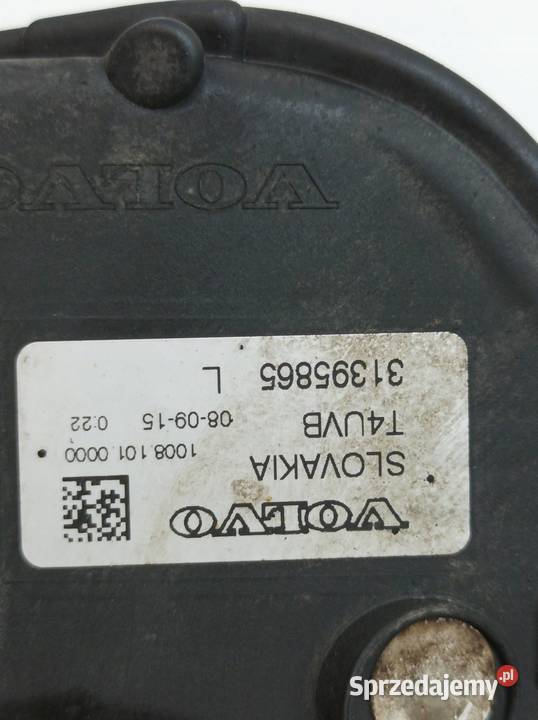 VOLVO
VOLVO
SLOVAKIA
1008.101.0000
T4UVB 08-09-15 0:22
31395865 L
Sprzedajemy.pl